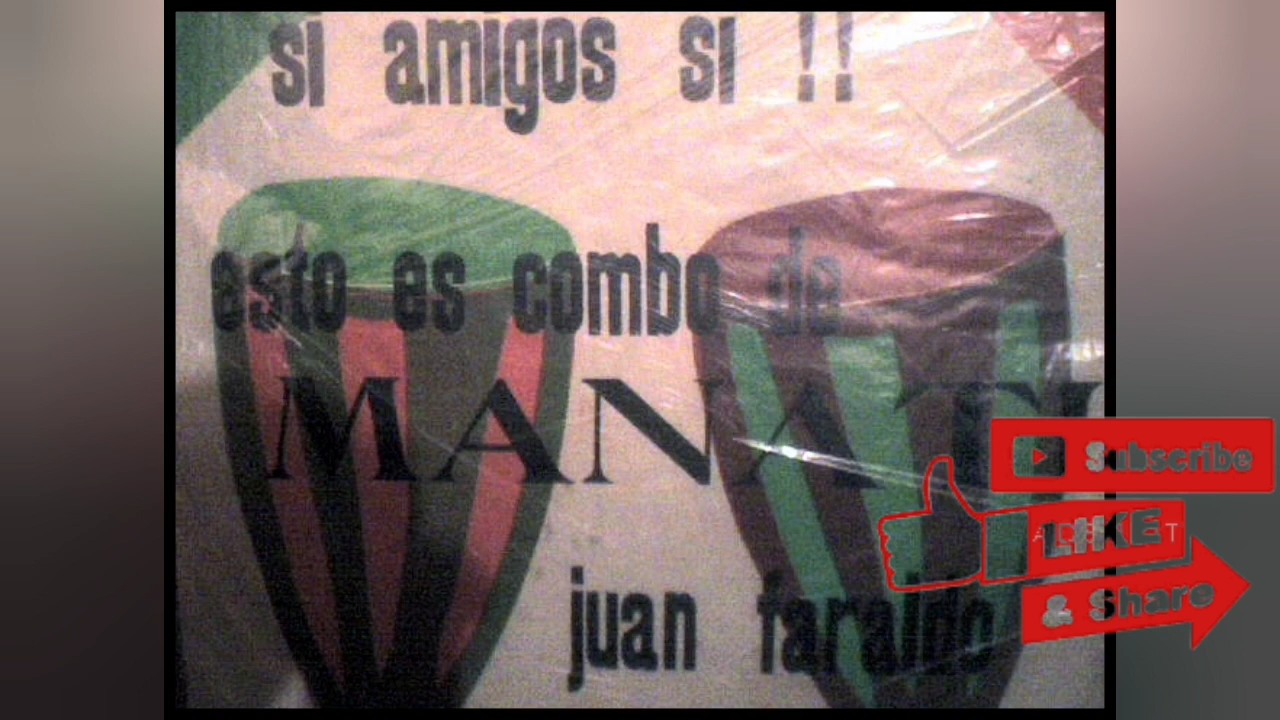 si amigos si !!
esto es combo de
MANATI
juan faraldo
Subscribe
LIKE
& Share